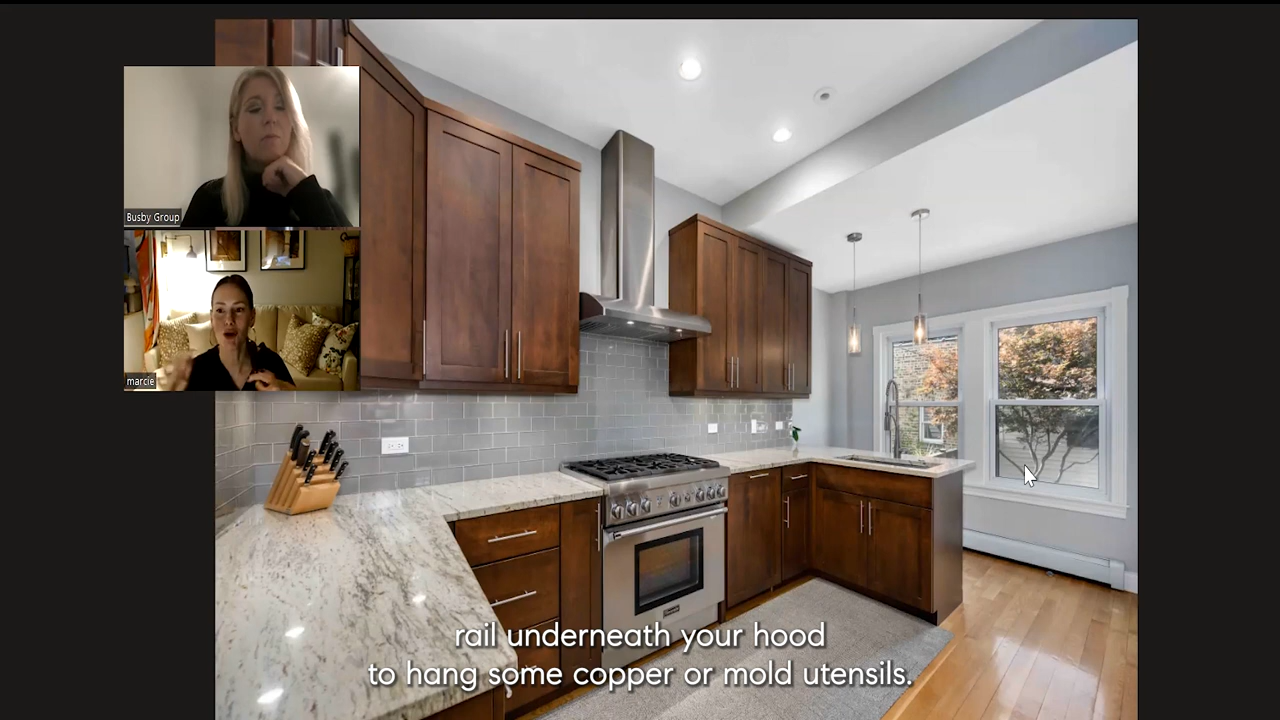 Busby Group
marcie
rail underneath your hood
to hang some copper or mold utensils.